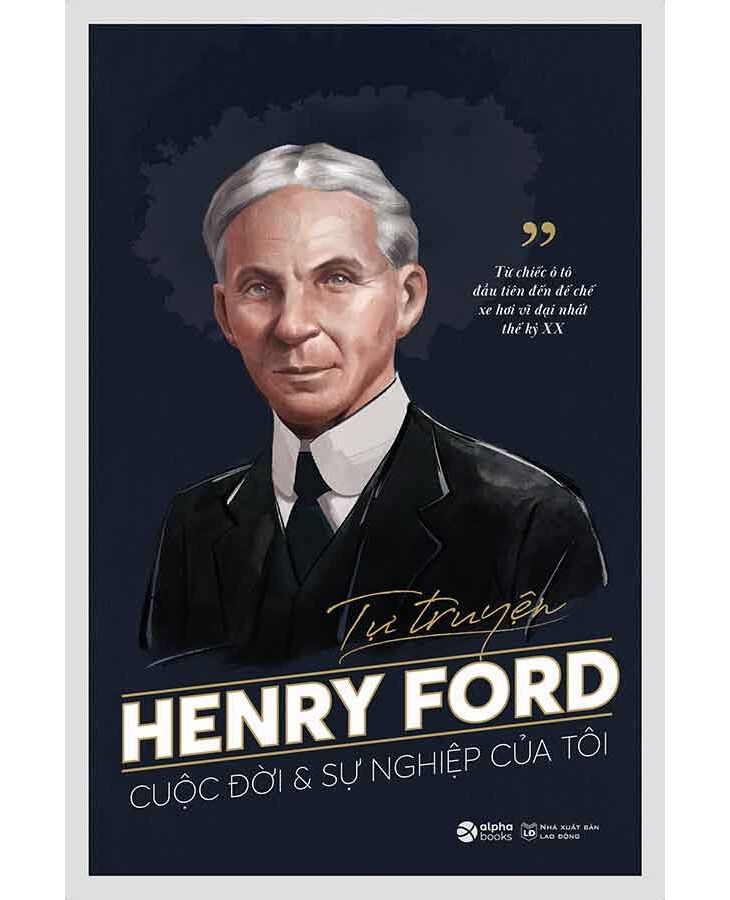 ”
Từ chiếc ô tô
đầu tiên đến đế chế
xe hơi vĩ đại nhất
thế kỷ XX
Tự truyện
HENRY FORD
CUỘC ĐỜI & SỰ NGHIỆP CỦA TÔI
alpha
books
LĐ
NHÀ XUẤT BẢN
LAO ĐỘNG